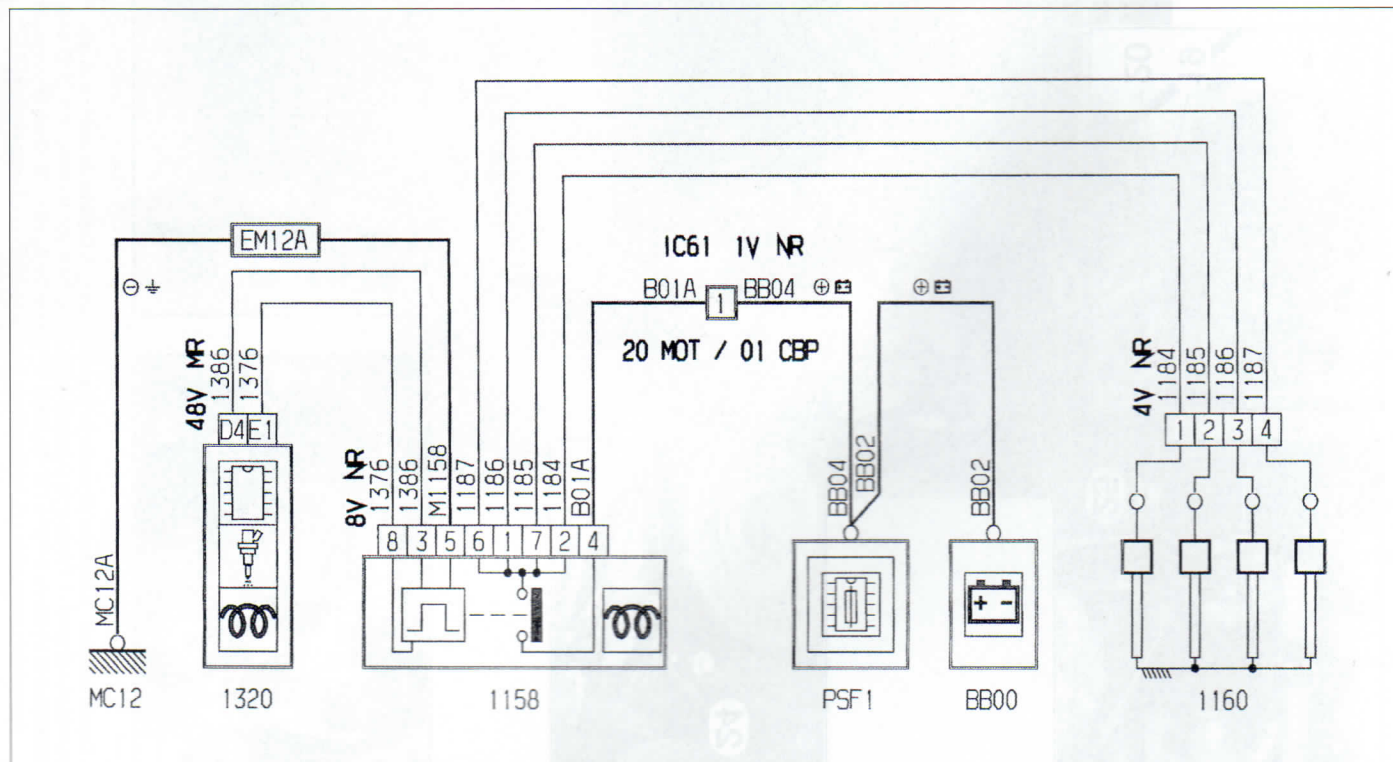 EM12A
IC61 1V NR
B01A 1 BB04
20 MOT / 01 CBP
48V MR
1386
1376
D4 E1
8V NR
1376
1386
M1158
1187
1186
1185
1184
B01A
8 3 5 6 1 7 2 4
BB04
BB02
BB02
4V NR
1184
1185
1186
1187
1 2 3 4
MC12A
MC12
1320
1158
PSF1
BB00
1160